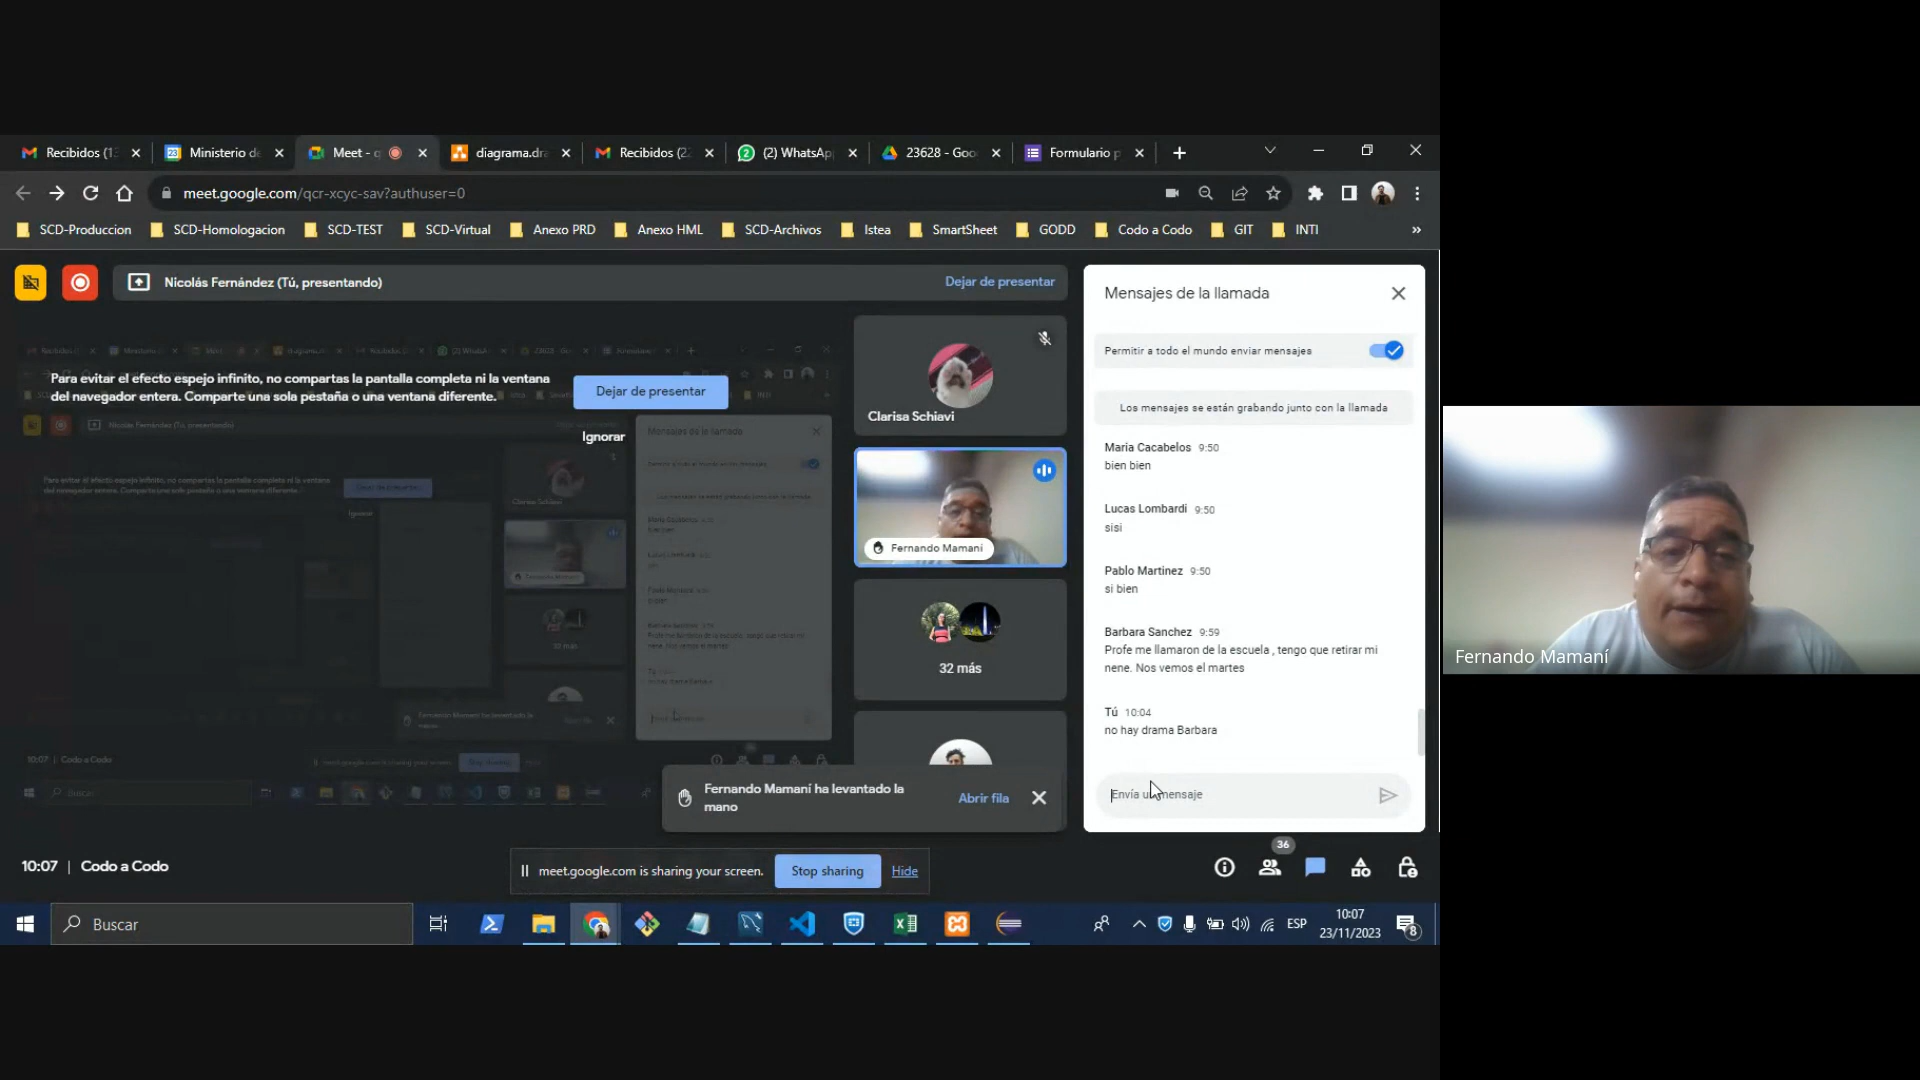 Recibidos (1
Ministerio de
Meet - q
diagrama.dra
Recibidos (2
(2) WhatsAp
23628 - Goo
Formulario p
meet.google.com/qcr-xcyc-sav?authuser=0
SCD-Produccion
SCD-Homologacion
SCD-TEST
SCD-Virtual
Anexo PRD
Anexo HML
SCD-Archivos
Istea
SmartSheet
GODD
Codo a Codo
GIT
INTI
»
Nicolás Fernández (Tú, presentando)
Dejar de presentar
Para evitar el efecto espejo infinito, no compartas la pantalla completa ni la ventana
del navegador entera. Comparte una sola pestaña o una ventana diferente.
Dejar de presentar
Ignorar
Clarisa Schiavi
Fernando Mamaní
32 más
Fernando Mamaní ha levantado la
mano
Abrir fila
Mensajes de la llamada
Permitir a todo el mundo enviar mensajes
Los mensajes se están grabando junto con la llamada
Maria Cacabelos 9:50
bien bien
Lucas Lombardi 9:50
sisi
Pablo Martinez 9:50
si bien
Barbara Sanchez 9:59
Profe me llamaron de la escuela , tengo que retirar mi
nene. Nos vemos el martes
Tú 10:04
no hay drama Barbara
Envía un mensaje
10:07 | Codo a Codo
meet.google.com is sharing your screen.
Stop sharing
Hide
36
Buscar
ESP
10:07
23/11/2023
8
Fernando Mamaní